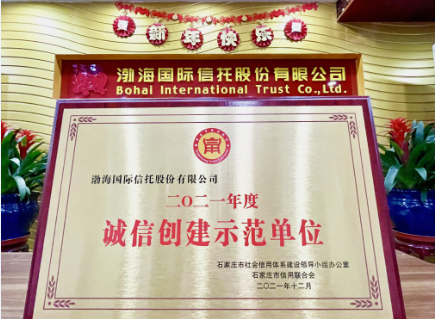 新年快乐
渤海国际信托股份有限公司
Bohai International Trust Co.,Ltd.
渤海国际信托股份有限公司
二〇二一年度
诚信创建示范单位
石家庄市社会信用体系建设领导小组办公室
石家庄市信用联合会
二〇二一年十二月